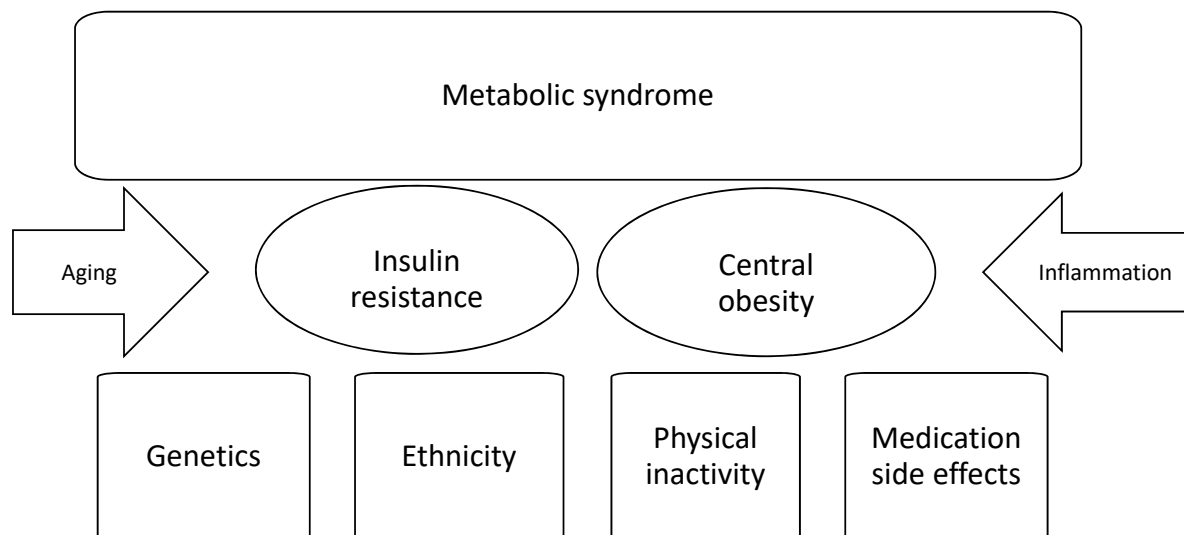 Metabolic syndrome
Aging
Insulin
resistance
Central
obesity
Inflammation
Genetics
Ethnicity
Physical
inactivity
Medication
side effects